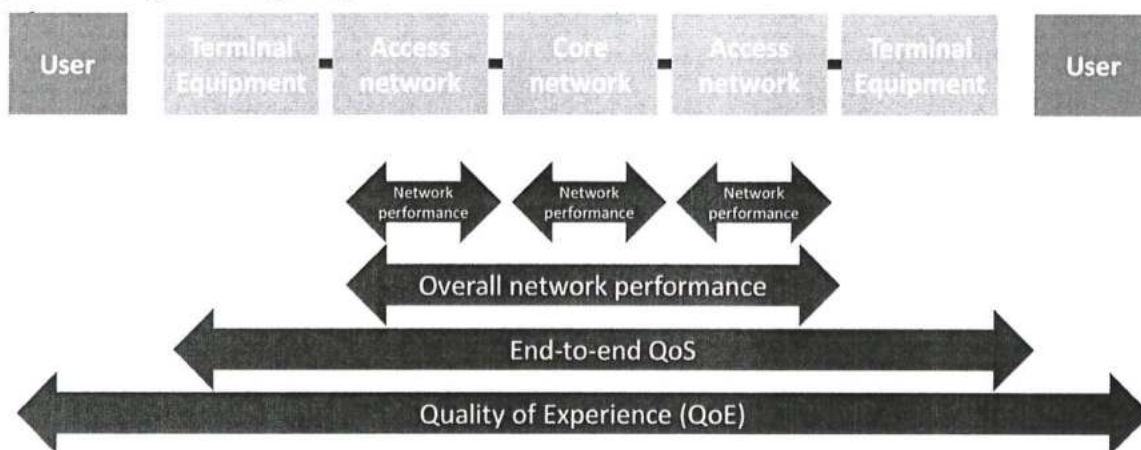 User
Terminal
Equipment
Access
network
Core
network
Access
network
Terminal
Equipment
User
Network
performance
Network
performance
Network
performance
Overall network performance
End-to-end QoS
Quality of Experience (QoE)